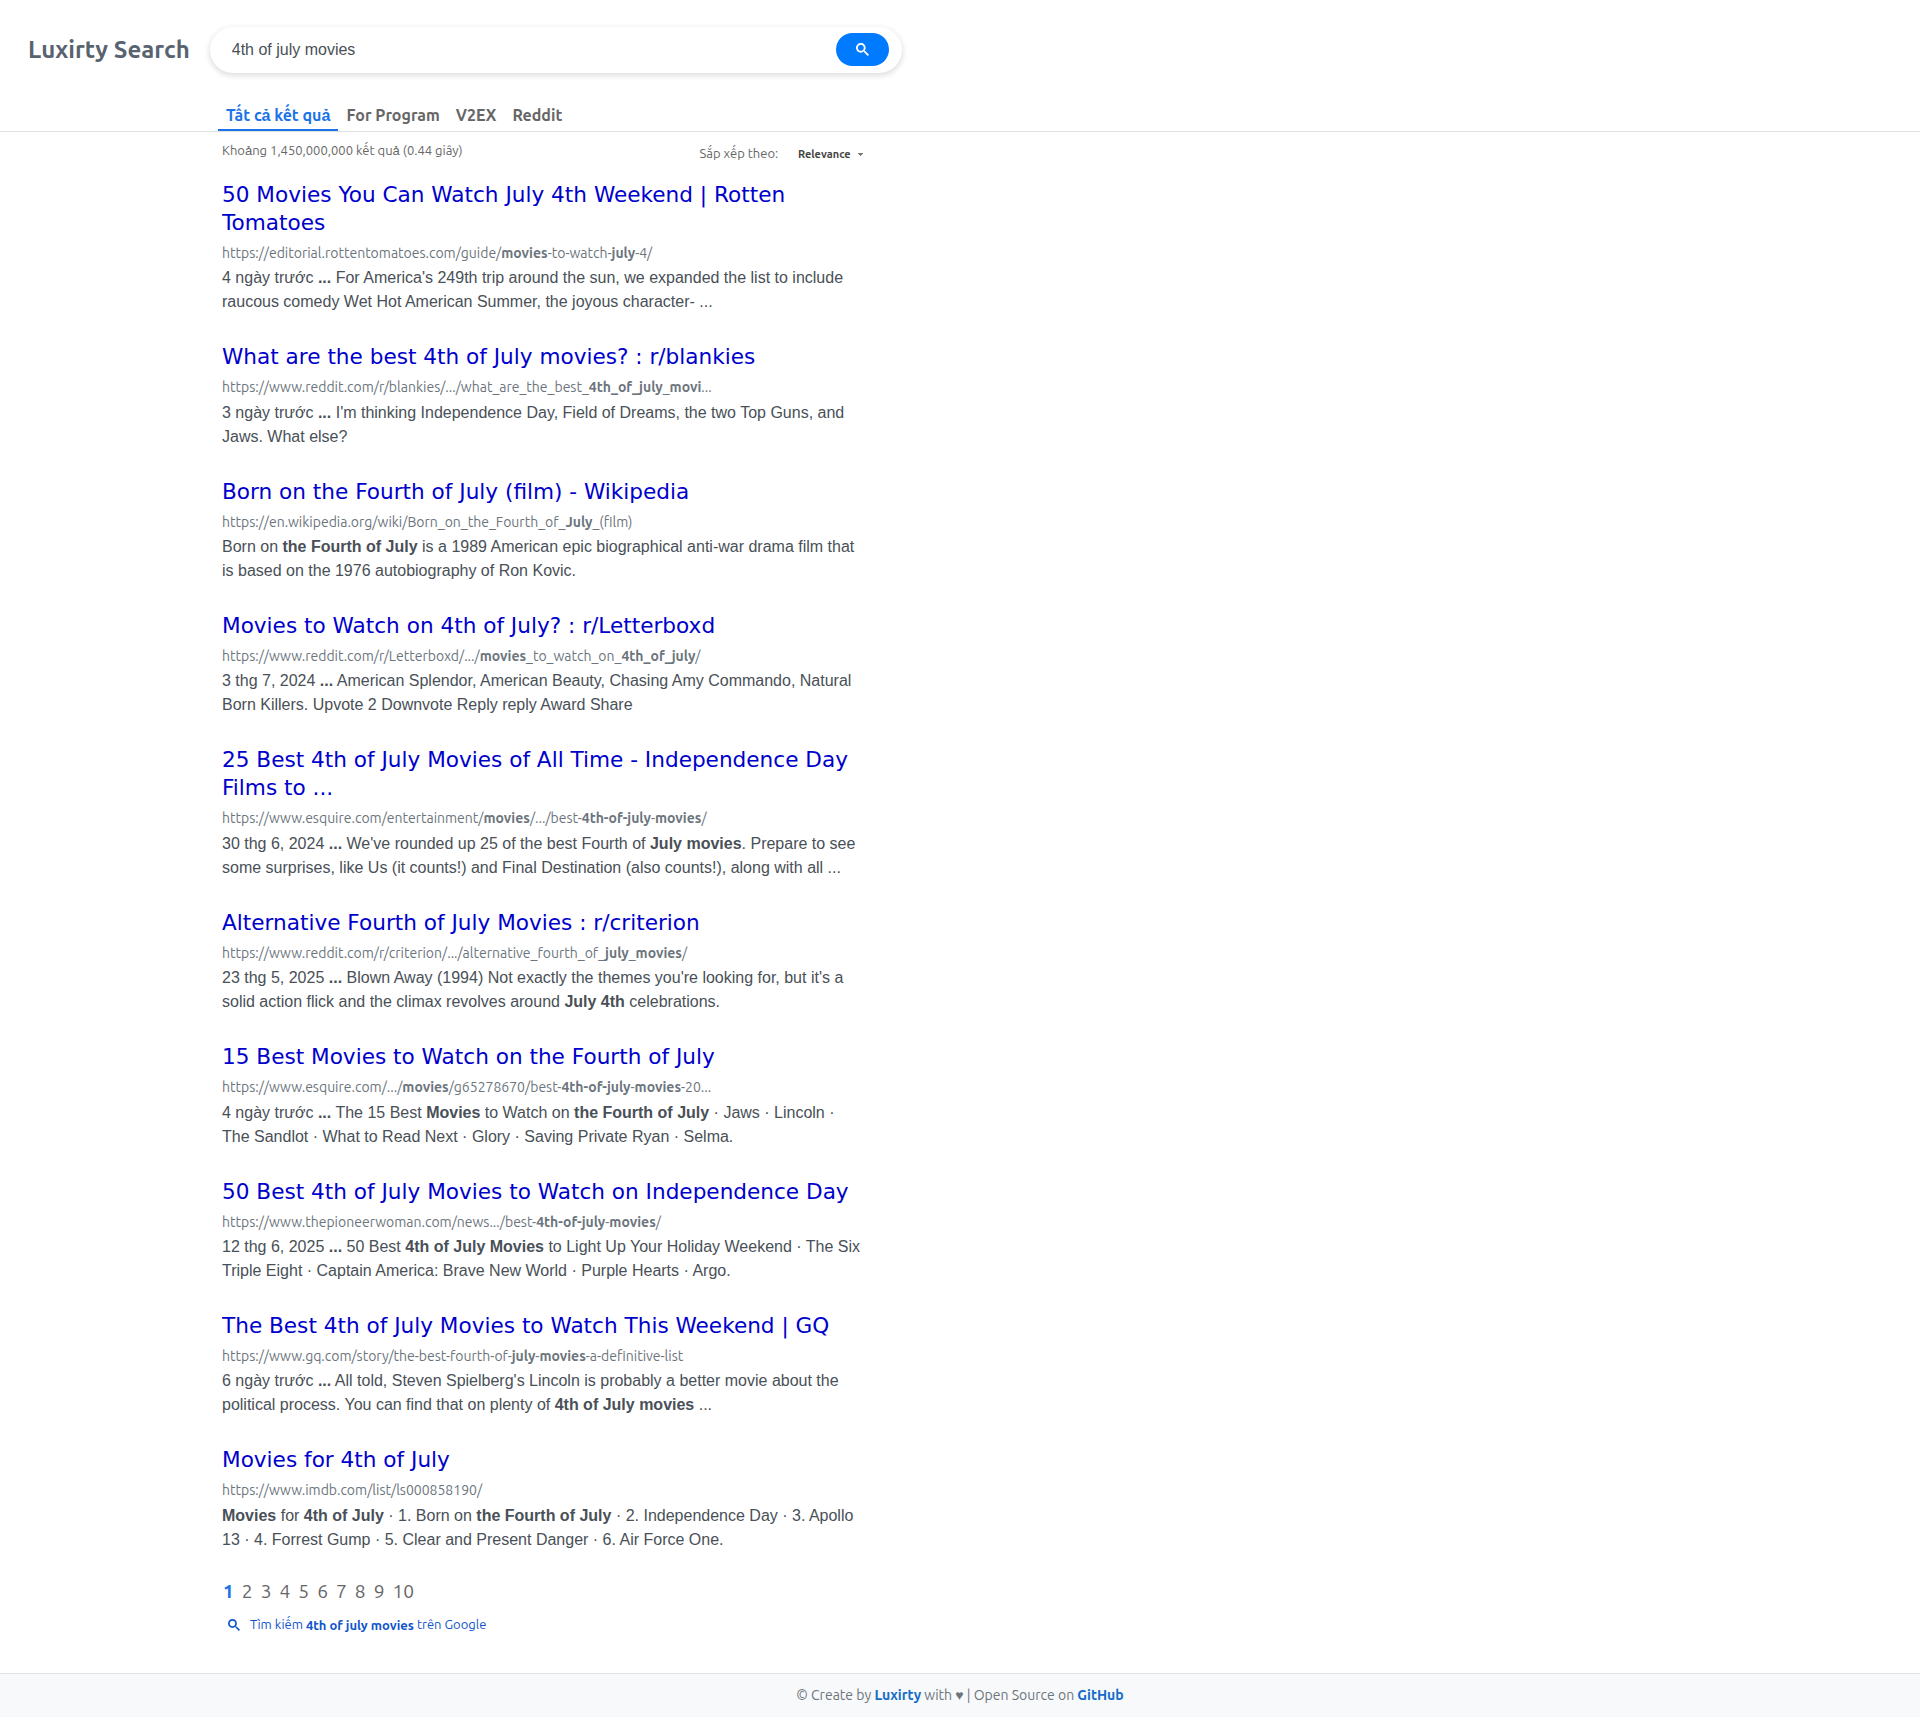 Luxirty Search
4th of july movies
Tất cả kết quả For Program V2EX Reddit
Khoảng 1,450,000,000 kết quả (0.44 giây)
Sắp xếp theo: Relevance
50 Movies You Can Watch July 4th Weekend | Rotten
Tomatoes
https://editorial.rottentomatoes.com/guide/movies-to-watch-july-4/
4 ngày trước ... For America's 249th trip around the sun, we expanded the list to include
raucous comedy Wet Hot American Summer, the joyous character- ...
What are the best 4th of July movies? : r/blankies
https://www.reddit.com/r/blankies/.../what_are_the_best_4th_of_july_movi...
3 ngày trước ... I'm thinking Independence Day, Field of Dreams, the two Top Guns, and
Jaws. What else?
Born on the Fourth of July (film) - Wikipedia
https://en.wikipedia.org/wiki/Born_on_the_Fourth_of_July_(film)
Born on the Fourth of July is a 1989 American epic biographical anti-war drama film that
is based on the 1976 autobiography of Ron Kovic.
Movies to Watch on 4th of July? : r/Letterboxd
https://www.reddit.com/r/Letterboxd/.../movies_to_watch_on_4th_of_july/
3 thg 7, 2024 ... American Splendor, American Beauty, Chasing Amy Commando, Natural
Born Killers. Upvote 2 Downvote Reply reply Award Share
25 Best 4th of July Movies of All Time - Independence Day
Films to ...
https://www.esquire.com/entertainment/movies/.../best-4th-of-july-movies/
30 thg 6, 2024 ... We've rounded up 25 of the best Fourth of July movies. Prepare to see
some surprises, like Us (it counts!) and Final Destination (also counts!), along with all ...
Alternative Fourth of July Movies : r/criterion
https://www.reddit.com/r/criterion/.../alternative_fourth_of_july_movies/
23 thg 5, 2025 ... Blown Away (1994) Not exactly the themes you're looking for, but it's a
solid action flick and the climax revolves around July 4th celebrations.
15 Best Movies to Watch on the Fourth of July
https://www.esquire.com/.../movies/g65278670/best-4th-of-july-movies-20...
4 ngày trước ... The 15 Best Movies to Watch on the Fourth of July · Jaws · Lincoln ·
The Sandlot · What to Read Next · Glory · Saving Private Ryan · Selma.
50 Best 4th of July Movies to Watch on Independence Day
https://www.thepioneerwoman.com/news.../best-4th-of-july-movies/
12 thg 6, 2025 ... 50 Best 4th of July Movies to Light Up Your Holiday Weekend · The Six
Triple Eight · Captain America: Brave New World · Purple Hearts · Argo.
The Best 4th of July Movies to Watch This Weekend | GQ
https://www.gq.com/story/the-best-fourth-of-july-movies-a-definitive-list
6 ngày trước ... All told, Steven Spielberg's Lincoln is probably a better movie about the
political process. You can find that on plenty of 4th of July movies ...
Movies for 4th of July
https://www.imdb.com/list/ls000858190/
Movies for 4th of July · 1. Born on the Fourth of July · 2. Independence Day · 3. Apollo
13 · 4. Forrest Gump · 5. Clear and Present Danger · 6. Air Force One.
1 2 3 4 5 6 7 8 9 10
Tìm kiếm 4th of july movies trên Google
© Create by Luxirty with ♥ | Open Source on GitHub